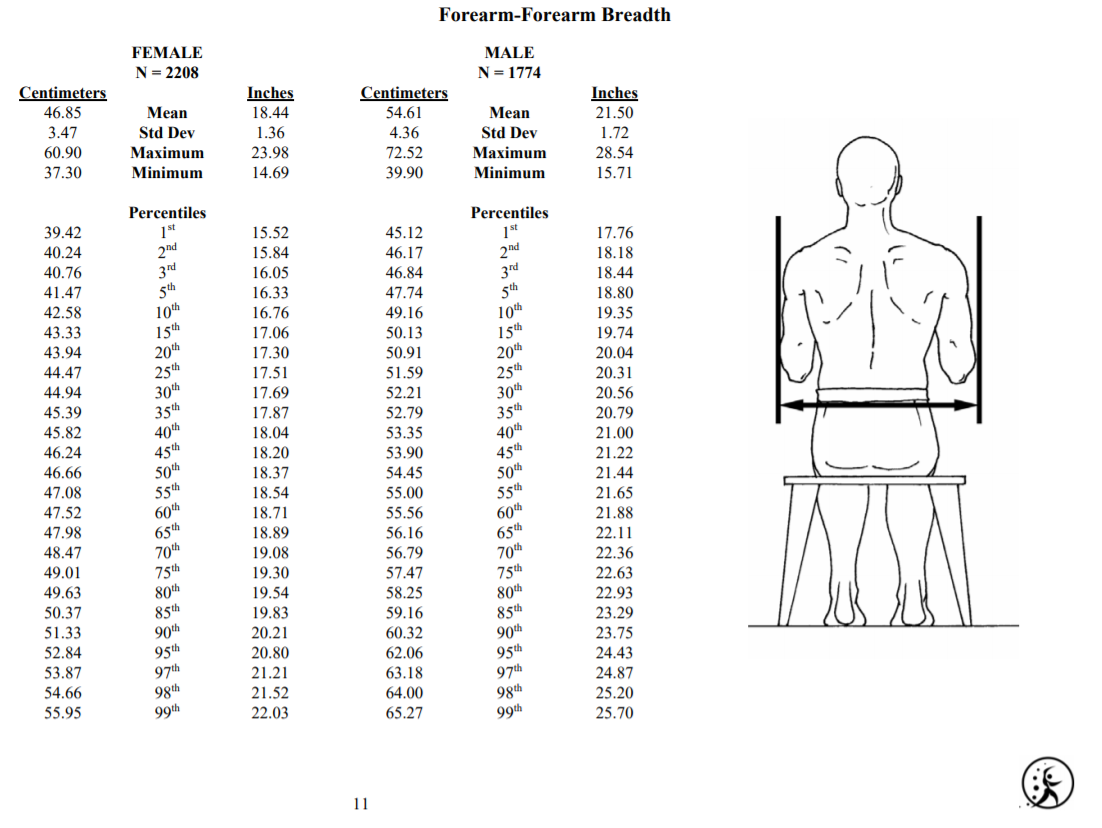 Forearm-Forearm Breadth
FEMALE MALE
N = 2208 N = 1774
Centimeters Inches Centimeters Inches
46.85 Mean 18.44 54.61 Mean 21.50
3.47 Std Dev 1.36 4.36 Std Dev 1.72
60.90 Maximum 23.98 72.52 Maximum 28.54
37.30 Minimum 14.69 39.90 Minimum 15.71
Percentiles Percentiles
39.42 1st 15.52 45.12 1st 17.76
40.24 2nd 15.84 46.17 2nd 18.18
40.76 3rd 16.05 46.84 3rd 18.44
41.47 5th 16.33 47.74 5th 18.80
42.58 10th 16.76 49.16 10th 19.35
43.33 15th 17.06 50.13 15th 19.74
43.94 20th 17.30 50.91 20th 20.04
44.47 25th 17.51 51.59 25th 20.31
44.94 30th 17.69 52.21 30th 20.56
45.39 35th 17.87 52.79 35th 20.79
45.82 40th 18.04 53.35 40th 21.00
46.24 45th 18.20 53.90 45th 21.22
46.66 50th 18.37 54.45 50th 21.44
47.08 55th 18.54 55.00 55th 21.65
47.52 60th 18.71 55.56 60th 21.88
47.98 65th 18.89 56.16 65th 22.11
48.47 70th 19.08 56.79 70th 22.36
49.01 75th 19.30 57.47 75th 22.63
49.63 80th 19.54 58.25 80th 22.93
50.37 85th 19.83 59.16 85th 23.29
51.33 90th 20.21 60.32 90th 23.75
52.84 95th 20.80 62.06 95th 24.43
53.87 97th 21.21 63.18 97th 24.87
54.66 98th 21.52 64.00 98th 25.20
55.95 99th 22.03 65.27 99th 25.70
11